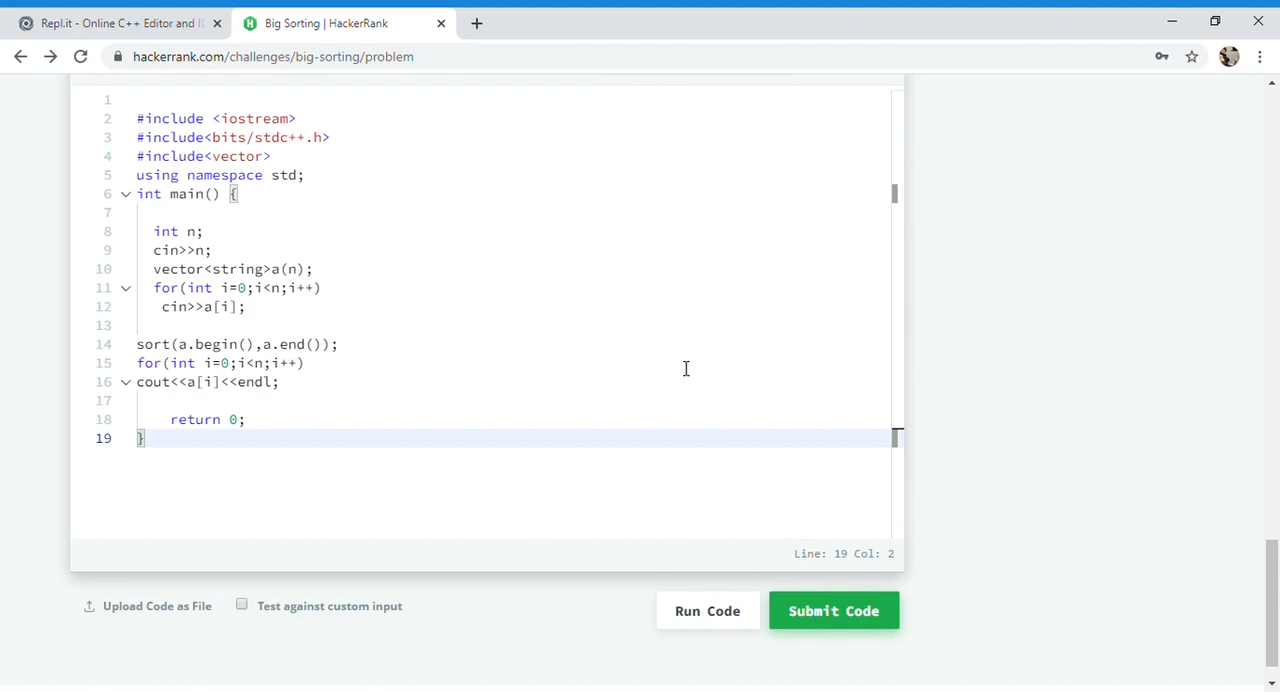 Repl.it - Online C++ Editor and I
Big Sorting | HackerRank
hackerrank.com/challenges/big-sorting/problem
1
2 #include <iostream>
3 #include<bits/stdc++.h>
4 #include<vector>
5 using namespace std;
6 int main() {
7
8 int n;
9 cin>>n;
10 vector<string>a(n);
11 for(int i=0;i<n;i++)
12 cin>>a[i];
13
14 sort(a.begin(),a.end());
15 for(int i=0;i<n;i++)
16 cout<<a[i]<<endl;
17
18 return 0;
19 }
Line: 19 Col: 2
Upload Code as File
Test against custom input
Run Code
Submit Code